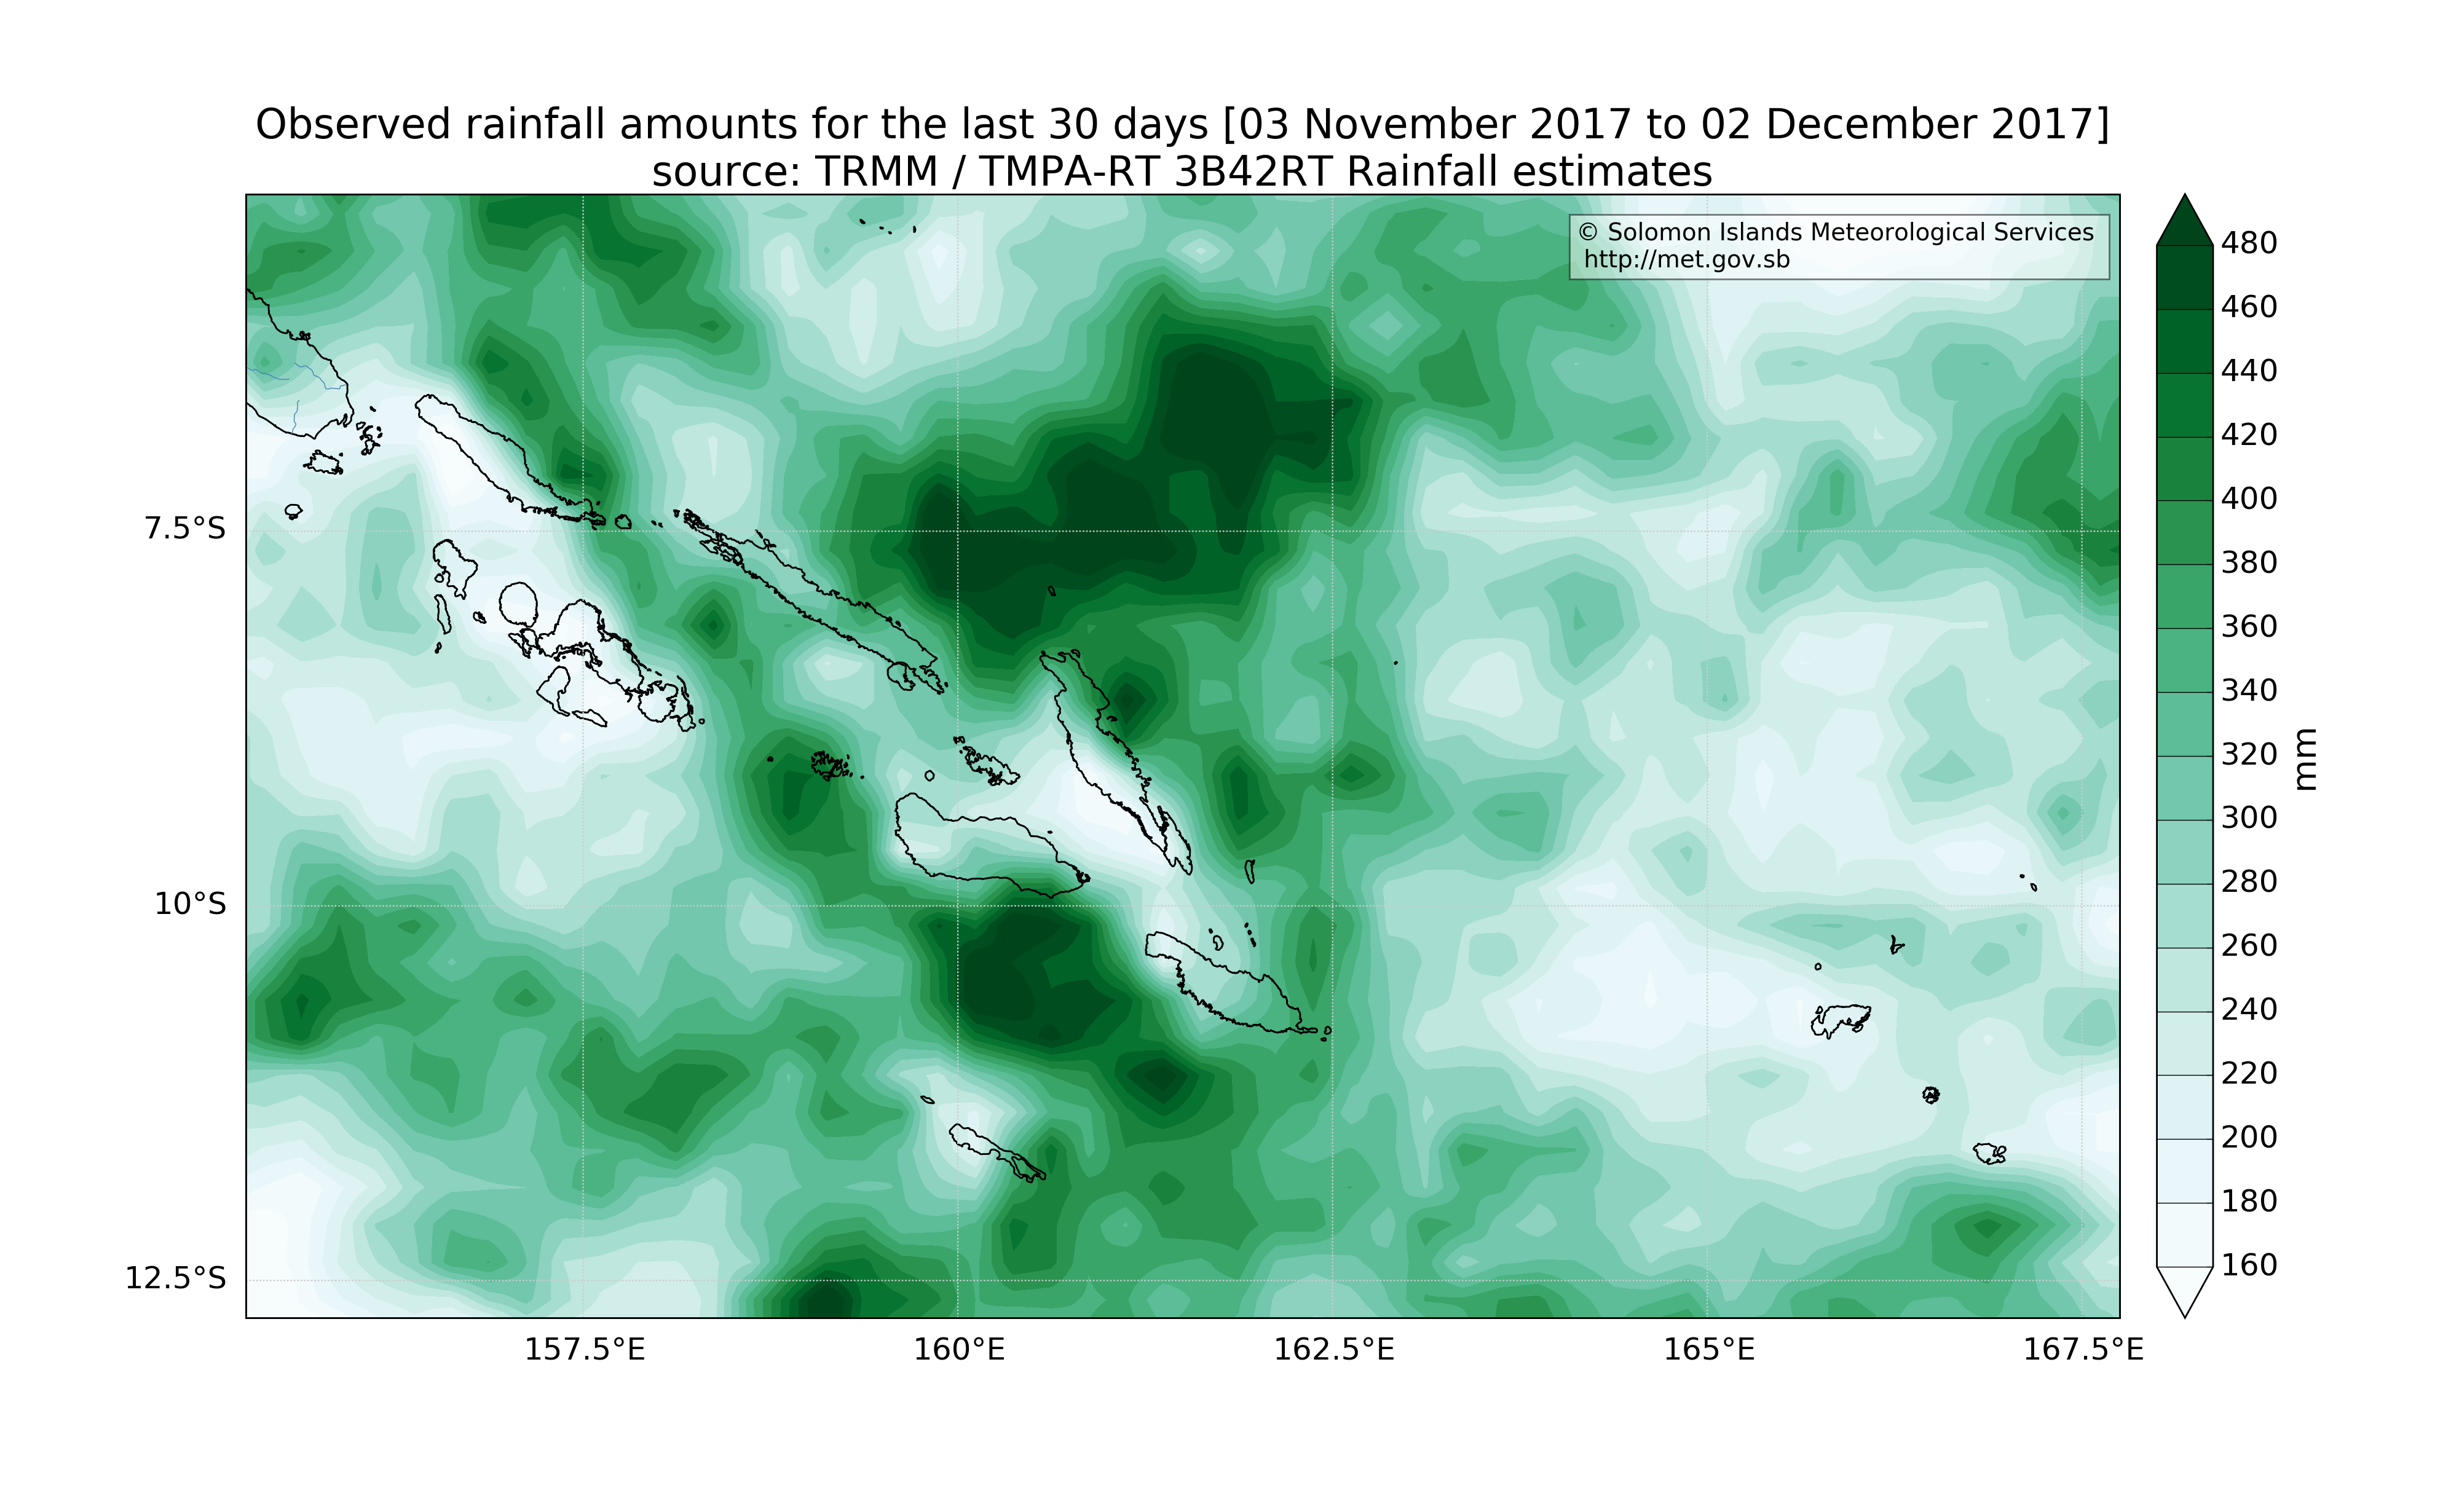 Observed rainfall amounts for the last 30 days [03 November 2017 to 02 December 2017]
source: TRMM / TMPA-RT 3B42RT Rainfall estimates
© Solomon Islands Meteorological Services
http://met.gov.sb
7.5°S
10°S
12.5°S
157.5°E
160°E
162.5°E
165°E
167.5°E
480
460
440
420
400
380
360
340
320
300
280
260
240
220
200
180
160
mm